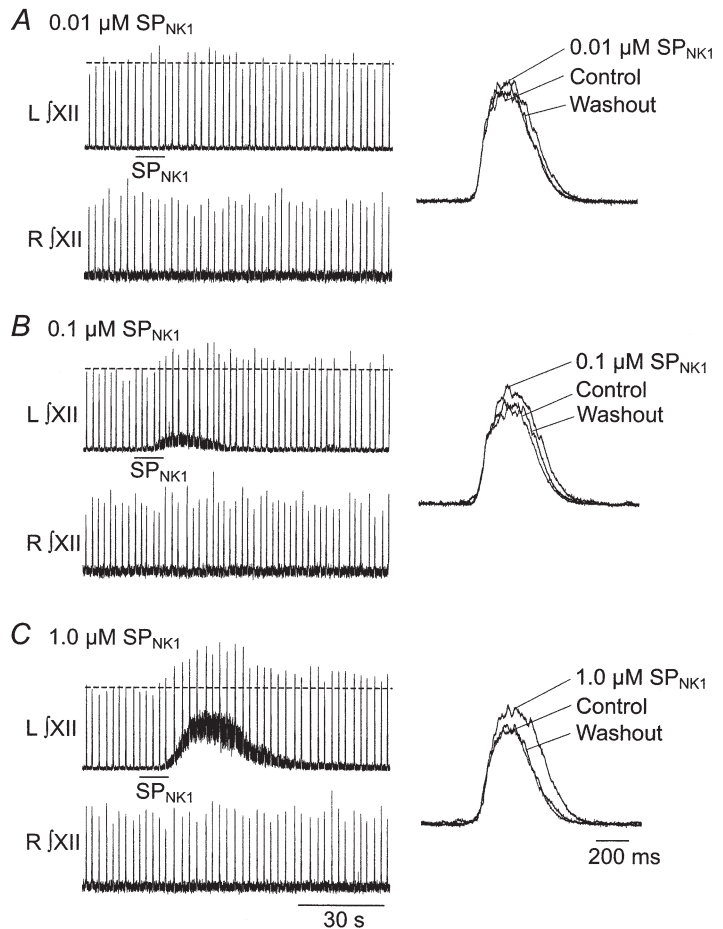 A 0.01 µM SPNK1
L ∫XII
SPNK1
R ∫XII
0.01 µM SPNK1
Control
Washout
B 0.1 µM SPNK1
L ∫XII
SPNK1
R ∫XII
0.1 µM SPNK1
Control
Washout
C 1.0 µM SPNK1
L ∫XII
SPNK1
R ∫XII
30 s
1.0 µM SPNK1
Control
Washout
200 ms